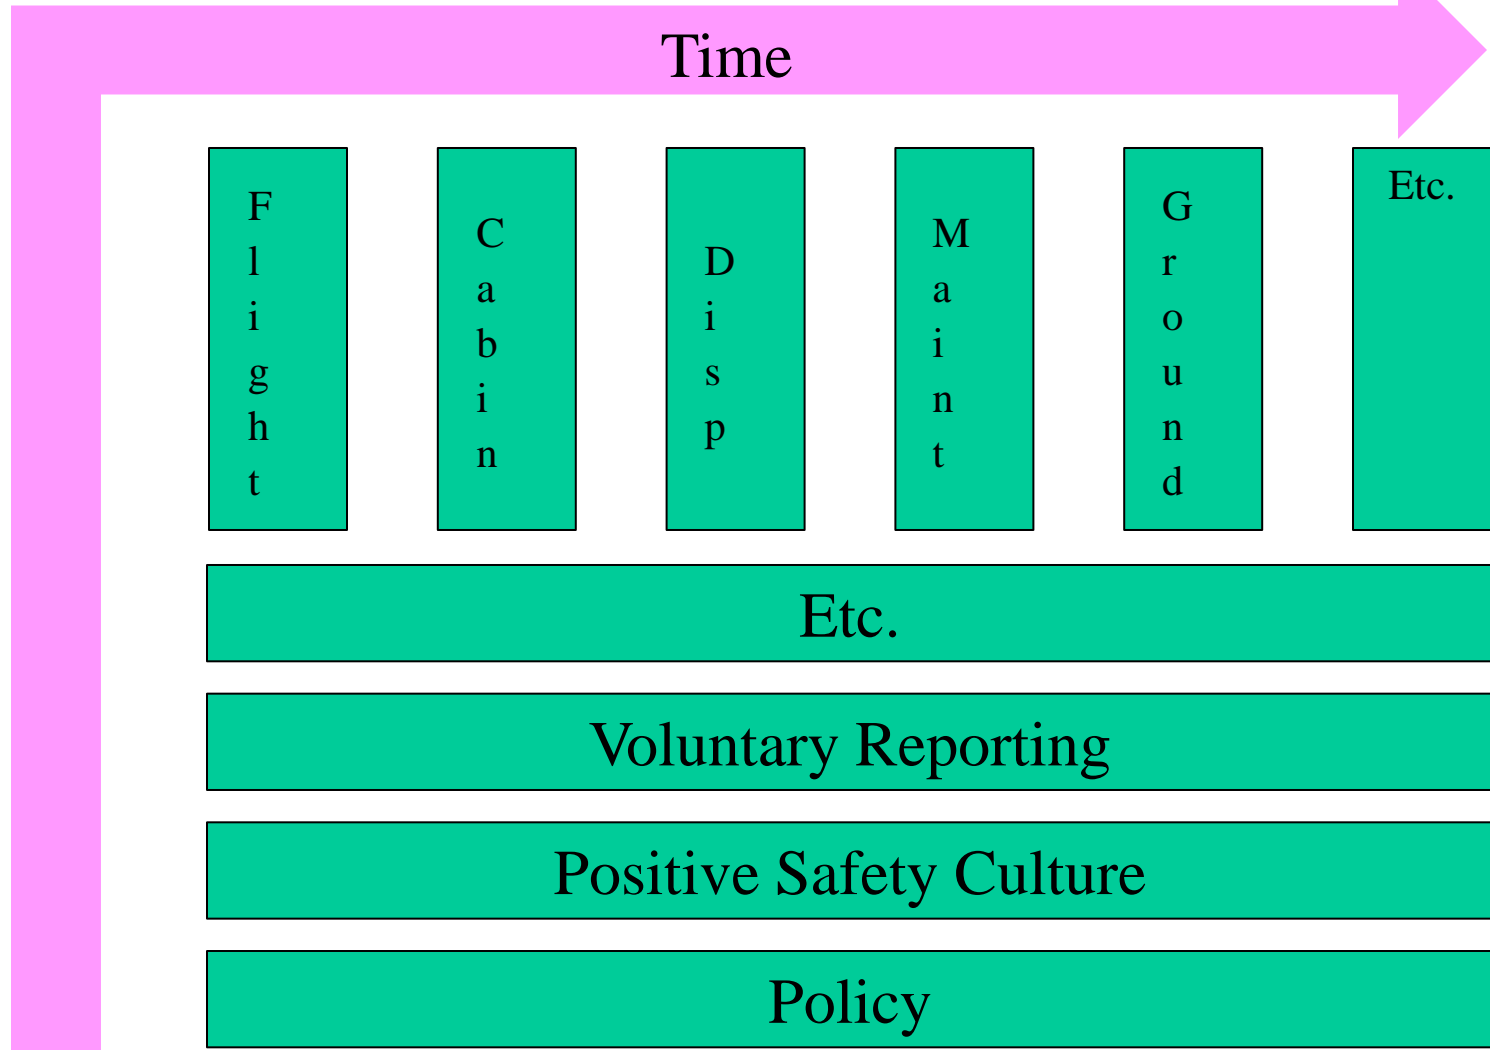 Time
Flight
Cabin
Disp
Maint
Ground
Etc.
Etc.
Voluntary Reporting
Positive Safety Culture
Policy